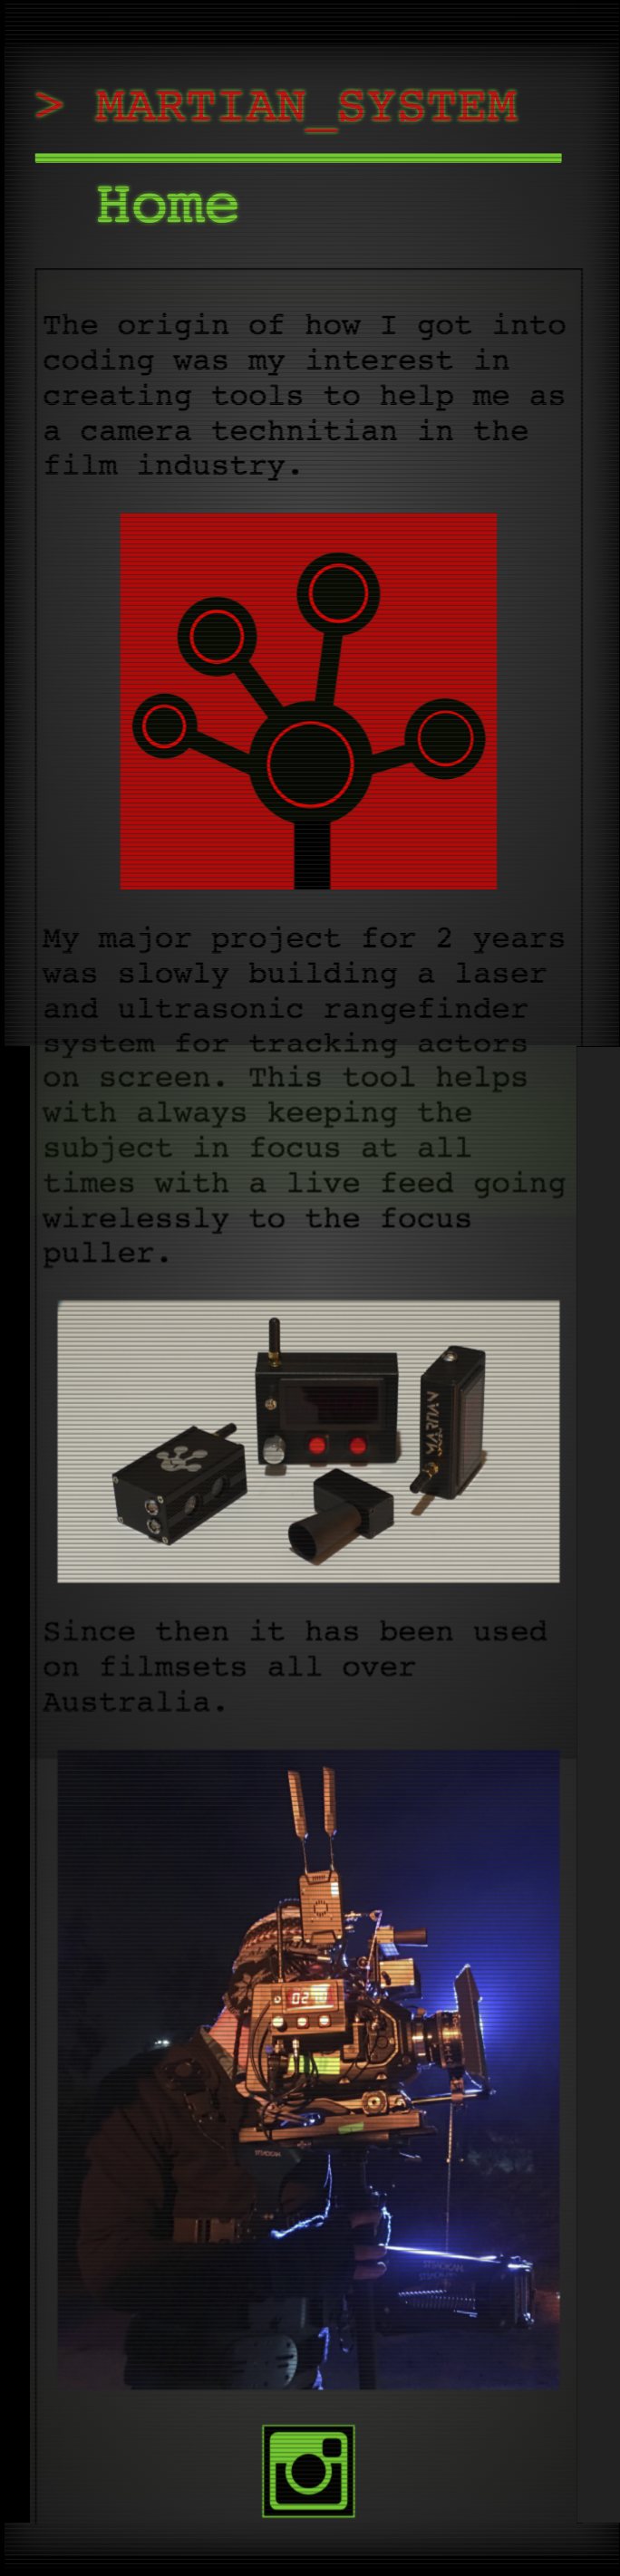 > MARTIAN_SYSTEM
Home
The origin of how I got into
coding was my interest in
creating tools to help me as
a camera technitian in the
film industry.
My major project for 2 years
was slowly building a laser
and ultrasonic rangefinder
system for tracking actors
on screen. This tool helps
with always keeping the
subject in focus at all
times with a live feed going
wirelessly to the focus
puller.
Since then it has been used
on filmsets all over
Australia.